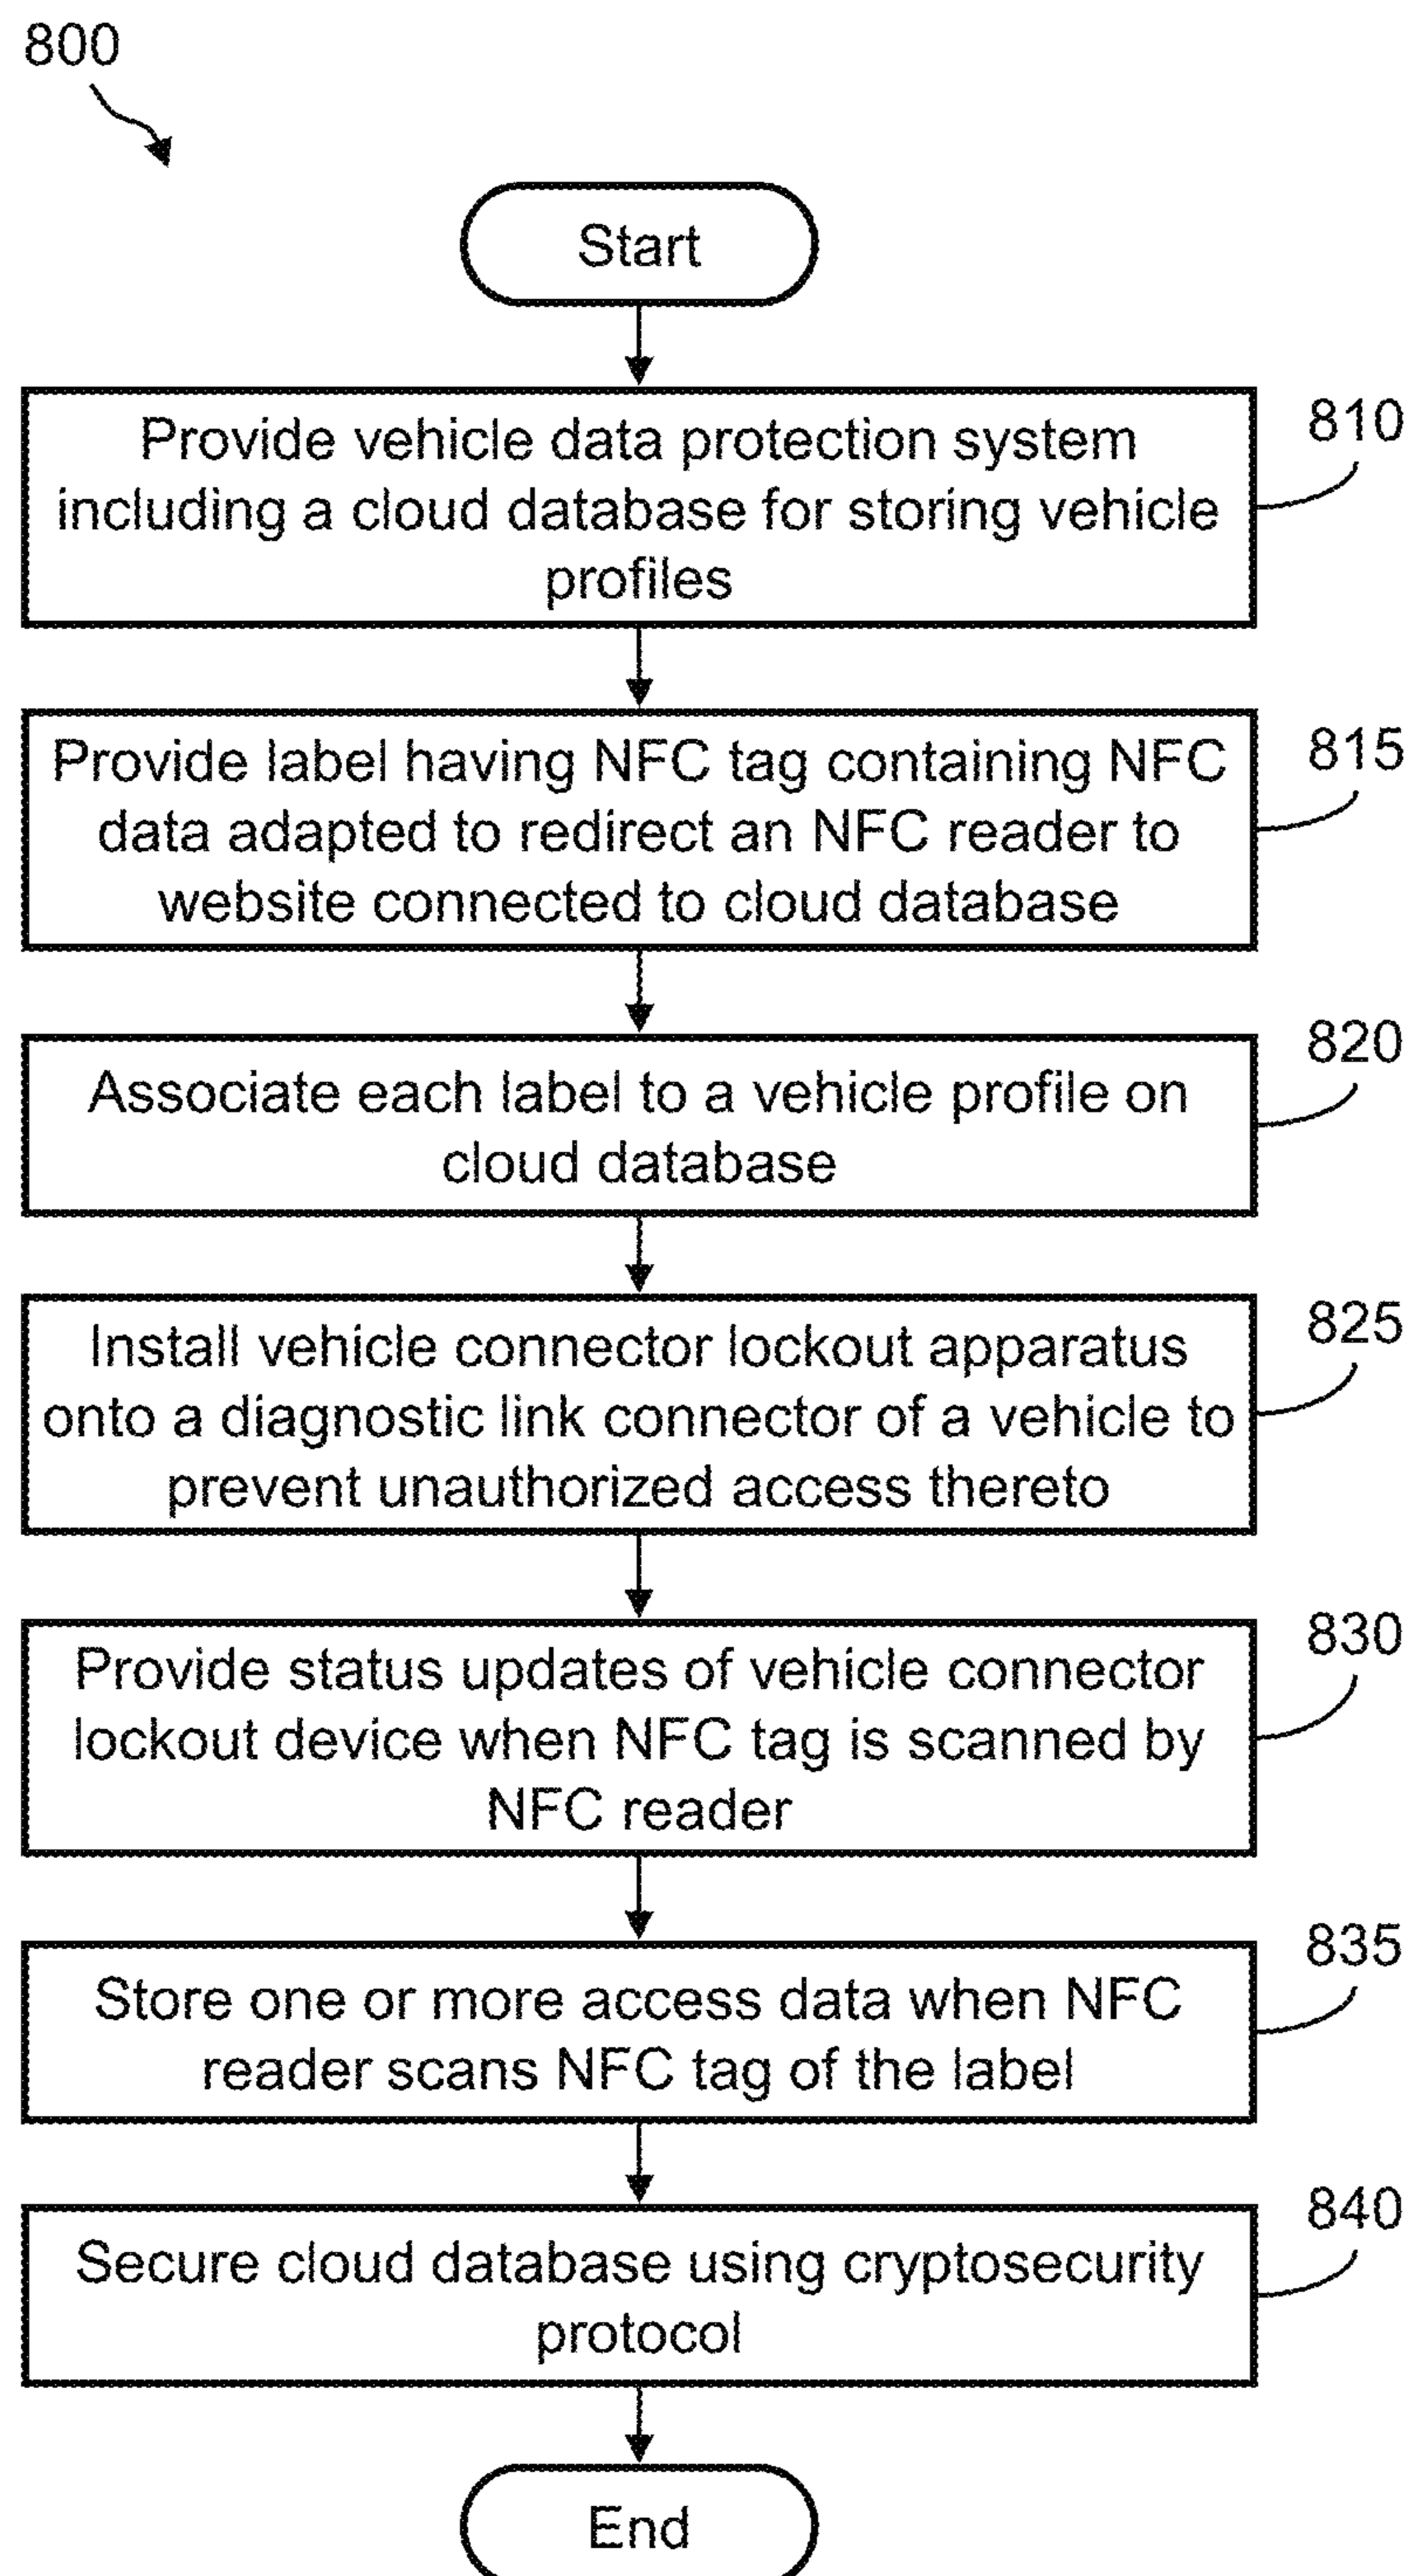 800
Start
Provide vehicle data protection system
including a cloud database for storing vehicle
profiles
810
Provide label having NFC tag containing NFC
data adapted to redirect an NFC reader to
website connected to cloud database
815
Associate each label to a vehicle profile on
cloud database
820
Install vehicle connector lockout apparatus
onto a diagnostic link connector of a vehicle to
prevent unauthorized access thereto
825
Provide status updates of vehicle connector
lockout device when NFC tag is scanned by
NFC reader
830
Store one or more access data when NFC
reader scans NFC tag of the label
835
Secure cloud database using cryptosecurity
protocol
840
End